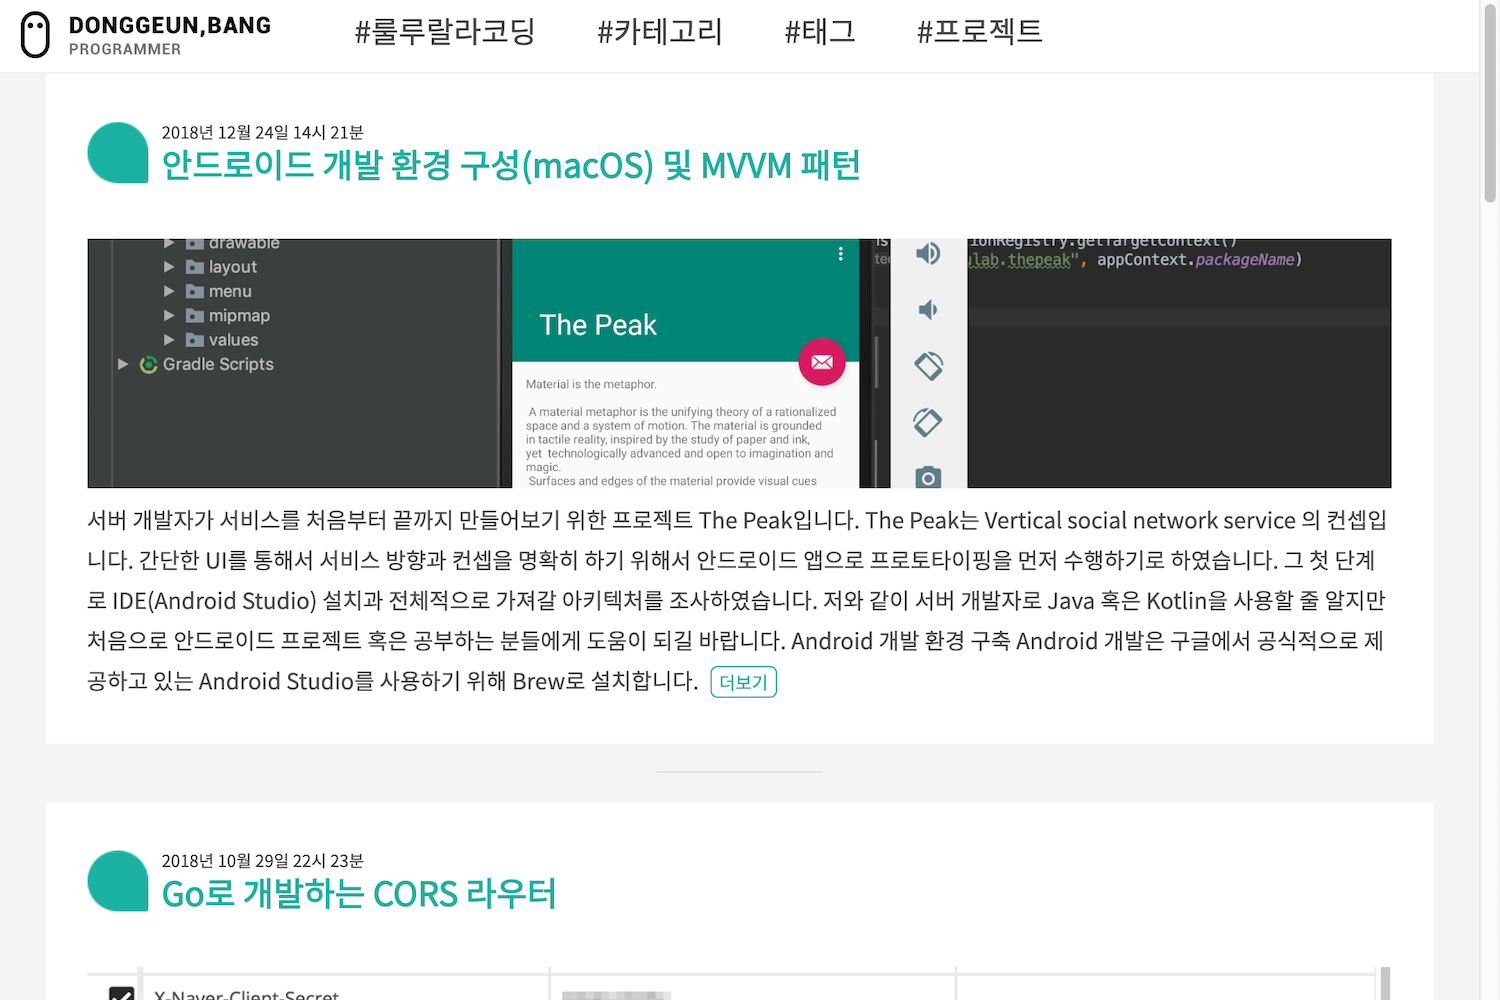 DONGGEUN,BANG
PROGRAMMER
#룰루랄라코딩
#카테고리
#태그
#프로젝트
2018년 12월 24일 14시 21분
안드로이드 개발 환경 구성(macOS) 및 MVVM 패턴
drawable
layout
menu
mipmap
values
Gradle Scripts
The Peak
Material is the metaphor.
A material metaphor is the unifying theory of a rationalized
space and a system of motion. The material is grounded
in tactile reality, inspired by the study of paper and ink,
yet technologically advanced and open to imagination and
magic.
Surfaces and edges of the material provide visual cues
ionRegistry.getTargetContext()
ulab.thepeak", appContext.packageName)
서버 개발자가 서비스를 처음부터 끝까지 만들어보기 위한 프로젝트 The Peak입니다. The Peak는 Vertical social network service 의 컨셉입
니다. 간단한 UI를 통해서 서비스 방향과 컨셉을 명확히 하기 위해서 안드로이드 앱으로 프로토타이핑을 먼저 수행하기로 하였습니다. 그 첫 단계
로 IDE(Android Studio) 설치과 전체적으로 가져갈 아키텍처를 조사하였습니다. 저와 같이 서버 개발자로 Java 혹은 Kotlin을 사용할 줄 알지만
처음으로 안드로이드 프로젝트 혹은 공부하는 분들에게 도움이 되길 바랍니다. Android 개발 환경 구축 Android 개발은 구글에서 공식적으로 제
공하고 있는 Android Studio를 사용하기 위해 Brew로 설치합니다. 더보기
2018년 10월 29일 22시 23분
Go로 개발하는 CORS 라우터
X-Naver-Client-Secret